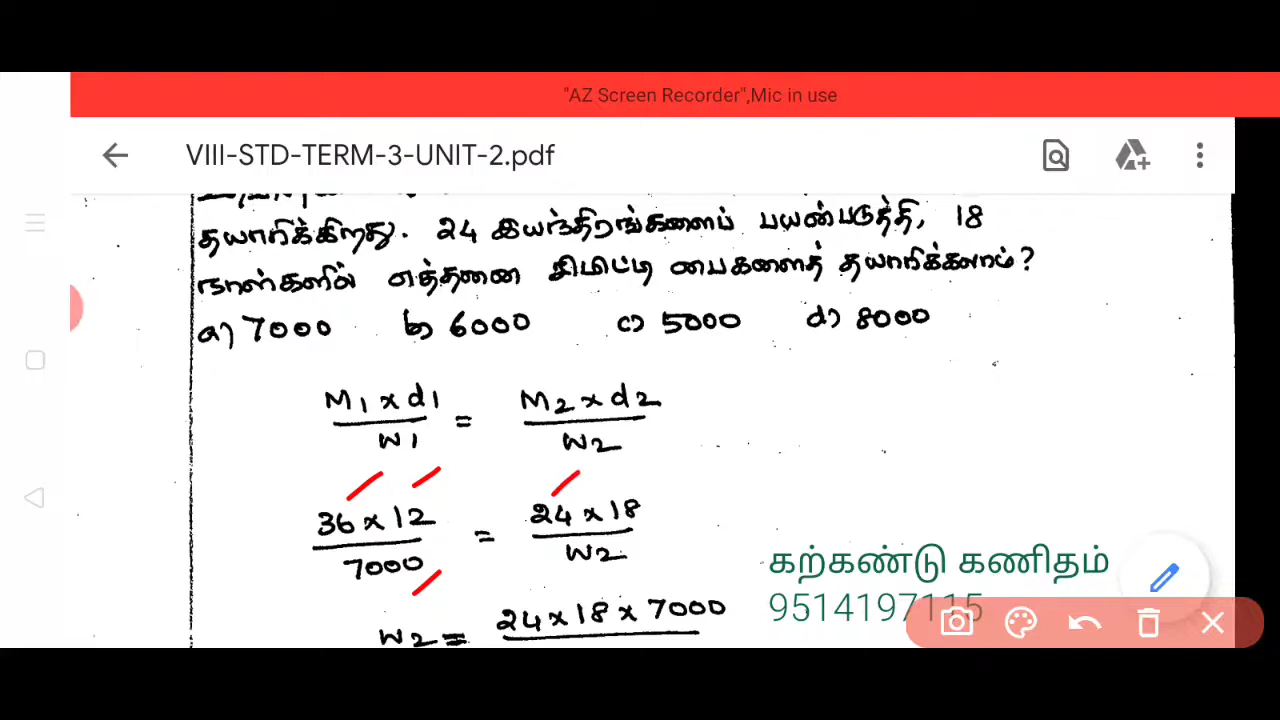 "AZ Screen Recorder",Mic in use
VIII-STD-TERM-3-UNIT-2.pdf
தயாரிக்கிறது. 24 இயந்திரங்களைப் பயன்படுத்தி, 18
நாள்களில் எத்தனை சிமிட்டி பைகளைத் தயாரிக்கலாம்?
a) 7000 b) 6000 c) 5000 d) 8000
M1 x d1 / W1 = M2 x d2 / W2
36 x 12 / 7000 = 24 x 18 / W2
கற்கண்டு கணிதம்
9514197115
W2 = 24 x 18 x 7000